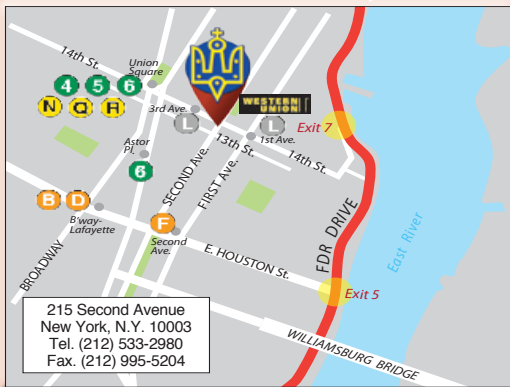 14th St.
Union
Square
4 5 6
N Q R
3rd Ave.
L
WESTERN
UNION
L
1st Ave.
Exit 7
13th St.
14th St.
Astor
Pl.
6
SECOND Ave.
FIRST Ave.
B D
B'way-
Lafayette
F
Second
Ave.
BROADWAY
E. HOUSTON St.
FDR DRIVE
East River
Exit 5
WILLIAMSBURG BRIDGE
215 Second Avenue
New York, N.Y. 10003
Tel. (212) 533-2980
Fax. (212) 995-5204